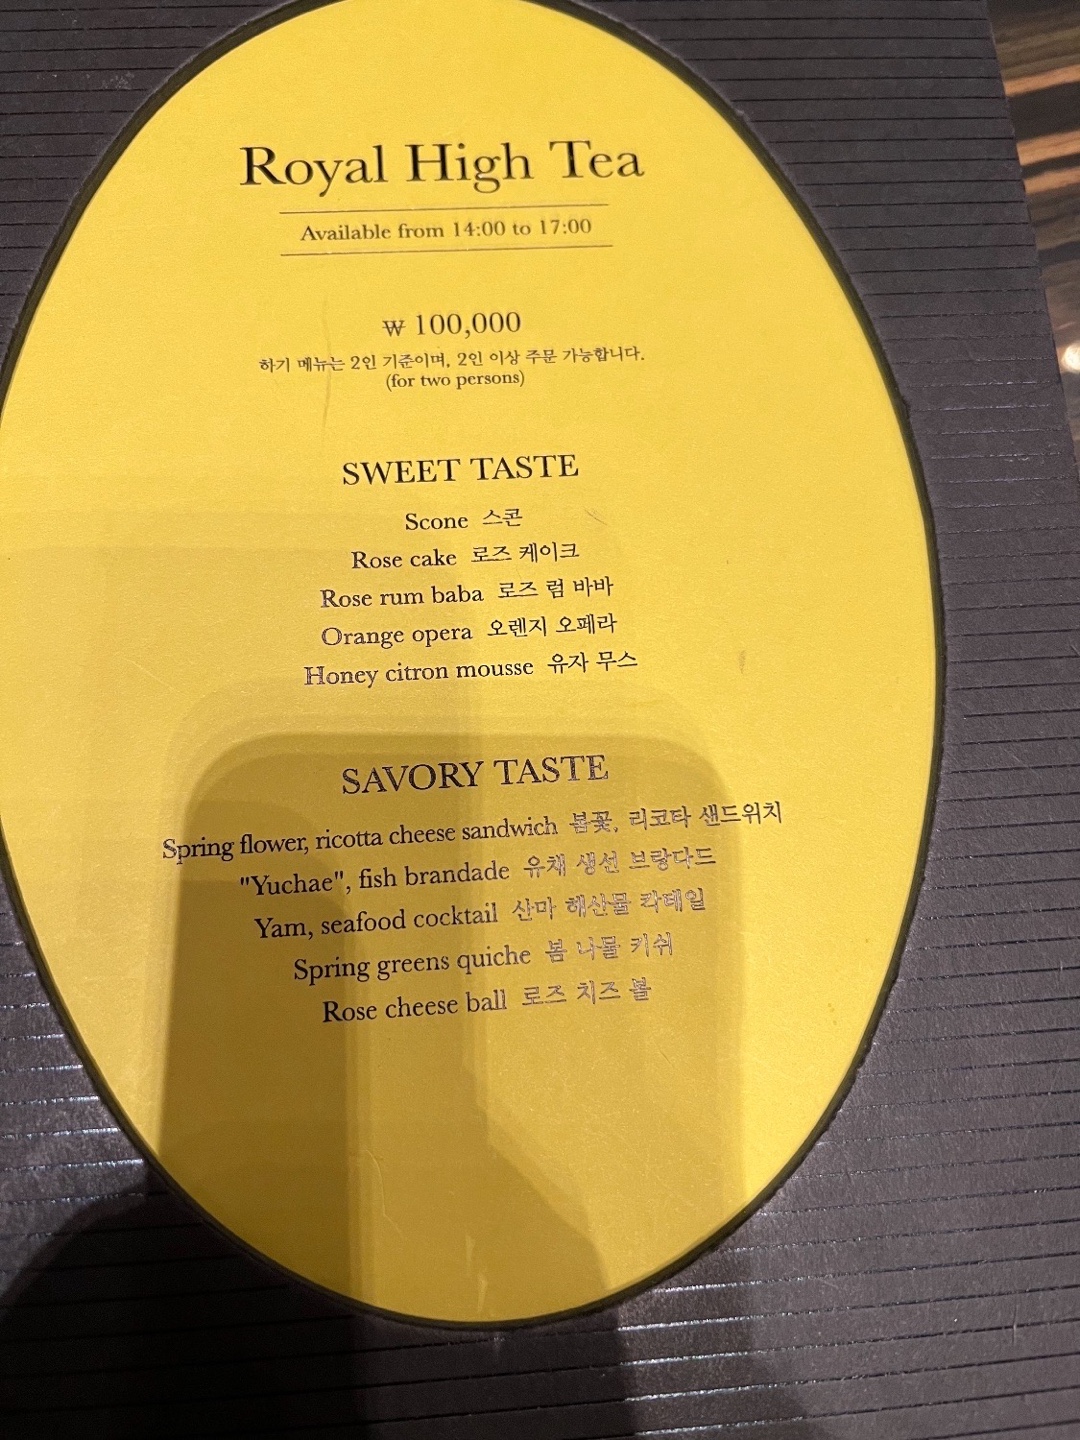 Royal High Tea
Available from 14:00 to 17:00
₩ 100,000
하기 메뉴는 2인 기준이며, 2인 이상 주문 가능합니다.
(for two persons)
SWEET TASTE
Scone 스콘
Rose cake 로즈 케이크
Rose rum baba 로즈 럼 바바
Orange opera 오렌지 오페라
Honey citron mousse 유자 무스
SAVORY TASTE
Spring flower, ricotta cheese sandwich 봄꽃, 리코타 샌드위치
"Yuchae", fish brandade 유채 생선 브랑다드
Yam, seafood cocktail 산마 해산물 칵테일
Spring greens quiche 봄 나물 키쉬
Rose cheese ball 로즈 치즈 볼